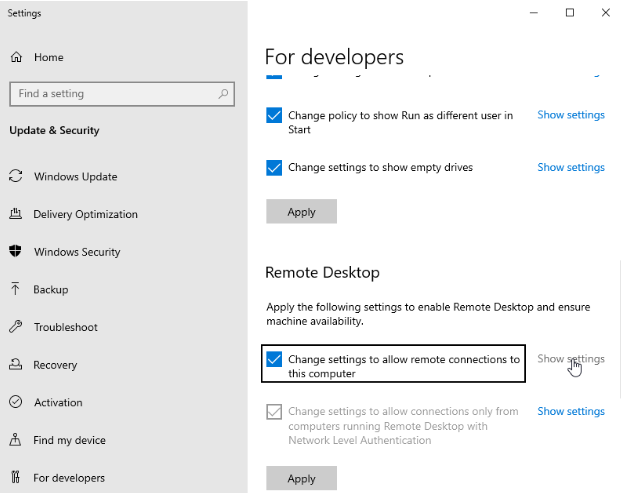 Settings
Home
Find a setting
Update & Security
Windows Update
Delivery Optimization
Windows Security
Backup
Troubleshoot
Recovery
Activation
Find my device
For developers
For developers
Change policy to show Run as different user in
Start
Show settings
Change settings to show empty drives
Show settings
Apply
Remote Desktop
Apply the following settings to enable Remote Desktop and ensure
machine availability.
Change settings to allow remote connections to
this computer
Show settings
Change settings to allow connections only from
computers running Remote Desktop with
Network Level Authentication
Show settings
Apply